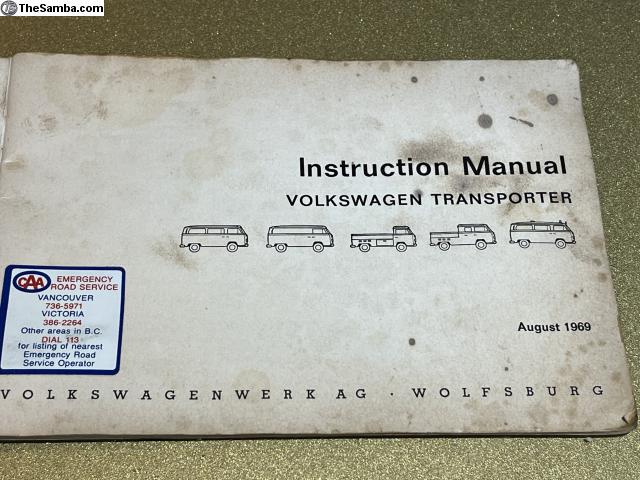 TheSamba.com
Instruction Manual
VOLKSWAGEN TRANSPORTER
CAA
EMERGENCY
ROAD SERVICE
VANCOUVER
736-5971
VICTORIA
386-2264
Other areas in B.C.
DIAL 113
for listing of nearest
Emergency Road
Service Operator
August 1969
VOLKSWAGENWERK AG · WOLFSBURG